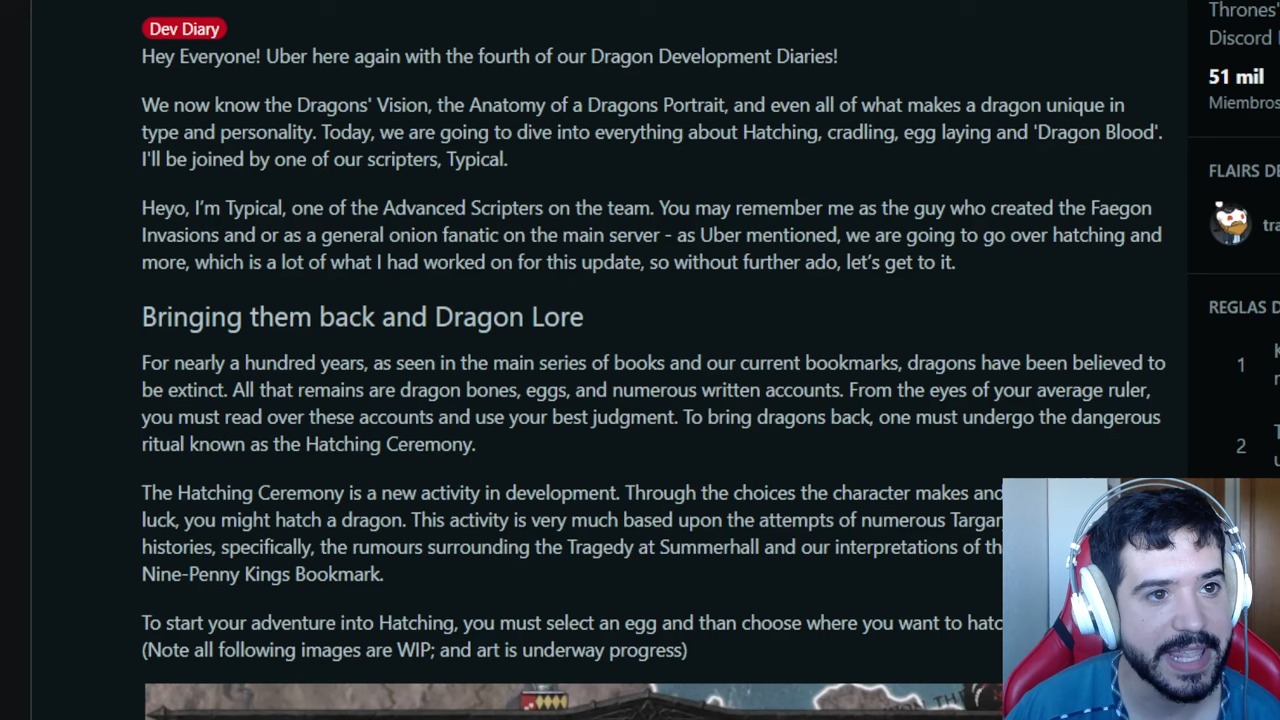 Dev Diary
Hey Everyone! Uber here again with the fourth of our Dragon Development Diaries!
We now know the Dragons' Vision, the Anatomy of a Dragons Portrait, and even all of what makes a dragon unique in
type and personality. Today, we are going to dive into everything about Hatching, cradling, egg laying and 'Dragon Blood'.
I'll be joined by one of our scripters, Typical.
Heyo, I’m Typical, one of the Advanced Scripters on the team. You may remember me as the guy who created the Faegon
Invasions and or as a general onion fanatic on the main server - as Uber mentioned, we are going to go over hatching and
more, which is a lot of what I had worked on for this update, so without further ado, let’s get to it.
Bringing them back and Dragon Lore
For nearly a hundred years, as seen in the main series of books and our current bookmarks, dragons have been believed to
be extinct. All that remains are dragon bones, eggs, and numerous written accounts. From the eyes of your average ruler,
you must read over these accounts and use your best judgment. To bring dragons back, one must undergo the dangerous
ritual known as the Hatching Ceremony.
The Hatching Ceremony is a new activity in development. Through the choices the character makes and
luck, you might hatch a dragon. This activity is very much based upon the attempts of numerous Targar
histories, specifically, the rumours surrounding the Tragedy at Summerhall and our interpretations of th
Nine-Penny Kings Bookmark.
To start your adventure into Hatching, you must select an egg and than choose where you want to hatc
(Note all following images are WIP; and art is underway progress)
THE
Thrones'
Discord
51 mil
Miembros
FLAIRS DE
tra
REGLAS D
1
2